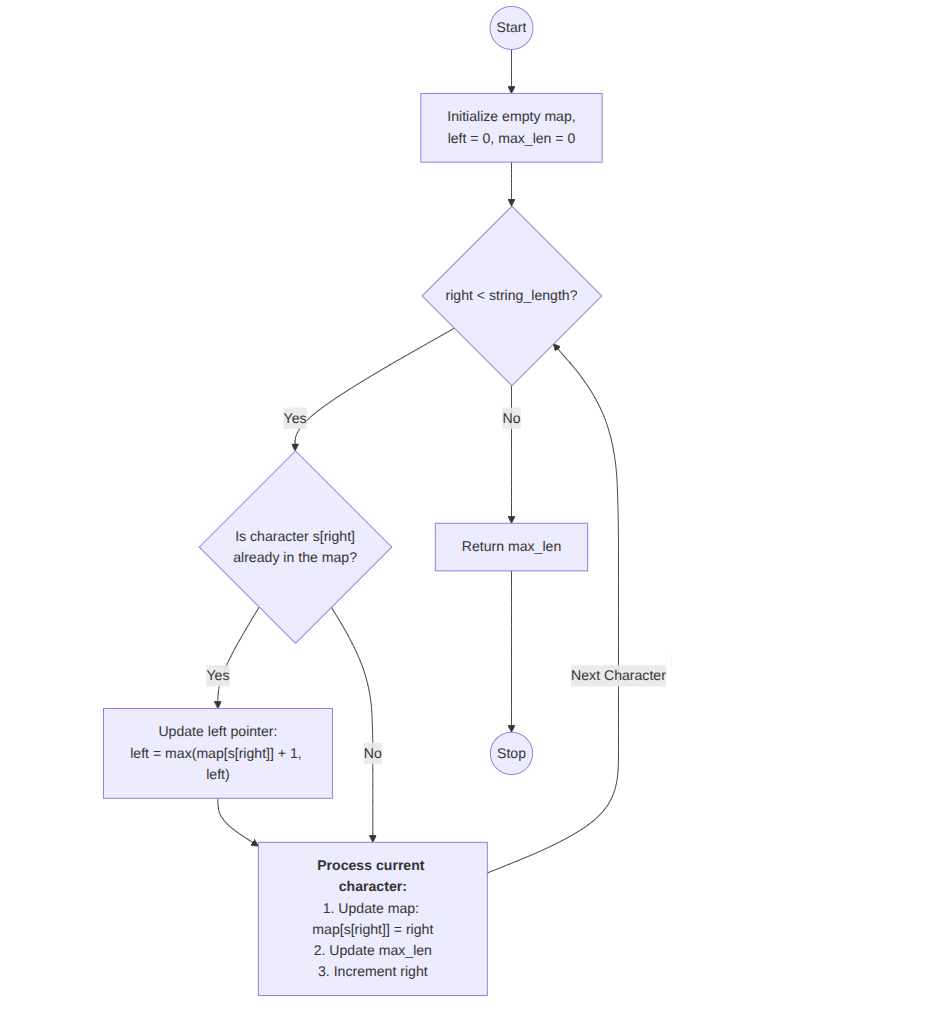 Start
Initialize empty map,
left = 0, max_len = 0
right < string_length?
Yes
No
Is character s[right]
already in the map?
Return max_len
Yes
Next Character
Update left pointer:
left = max(map[s[right]] + 1,
left)
No
Stop
Process current
character:
1. Update map:
map[s[right]] = right
2. Update max_len
3. Increment right